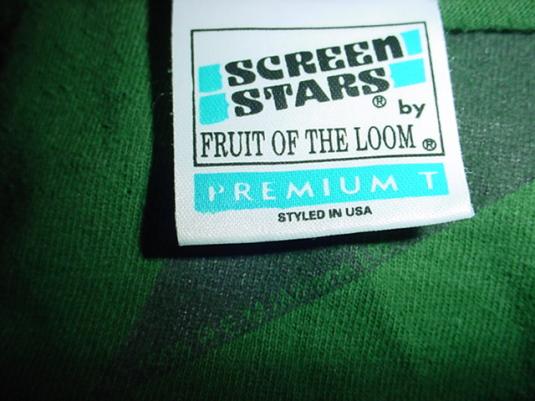 SCREEN
STARS® by
FRUIT OF THE LOOM ®
PREMIUM T
STYLED IN USA